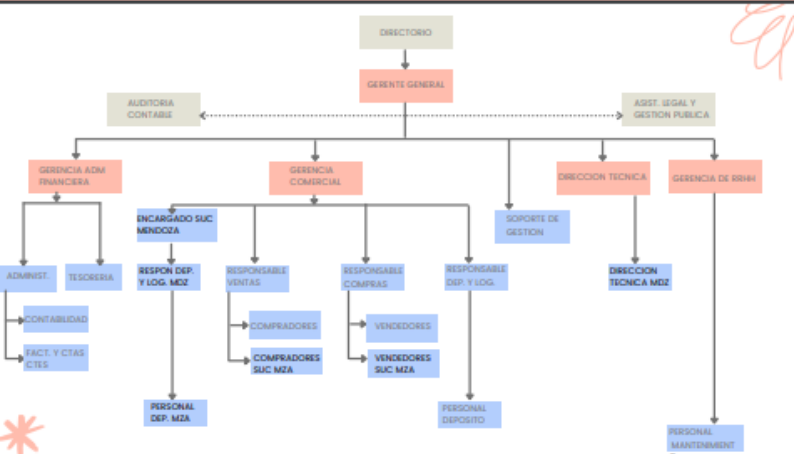 DIRECTORIO
GERENTE GENERAL
AUDITORIA
CONTABLE
ASIST. LEGAL Y
GESTION PUBLICA
GERENCIA ADM
FINANCIERA
GERENCIA
COMERCIAL
DIRECCION TECNICA
GERENCIA DE RRHH
ENCARGADO SUC
MENDOZA
SOPORTE DE
GESTION
ADMINIST.
TESORERIA
RESPON DEP.
Y LOG. MDZ
RESPONSABLE
VENTAS
RESPONSABLE
COMPRAS
RESPONSABLE
DEP. Y LOG.
DIRECCION
TECNICA MDZ
CONTABILIDAD
COMPRADORES
VENDEDORES
FACT. Y CTAS
CTES
COMPRADORES
SUC MZA
VENDEDORES
SUC MZA
PERSONAL
DEP. MZA
PERSONAL
DEPOSITO
PERSONAL
MANTENIMIENT